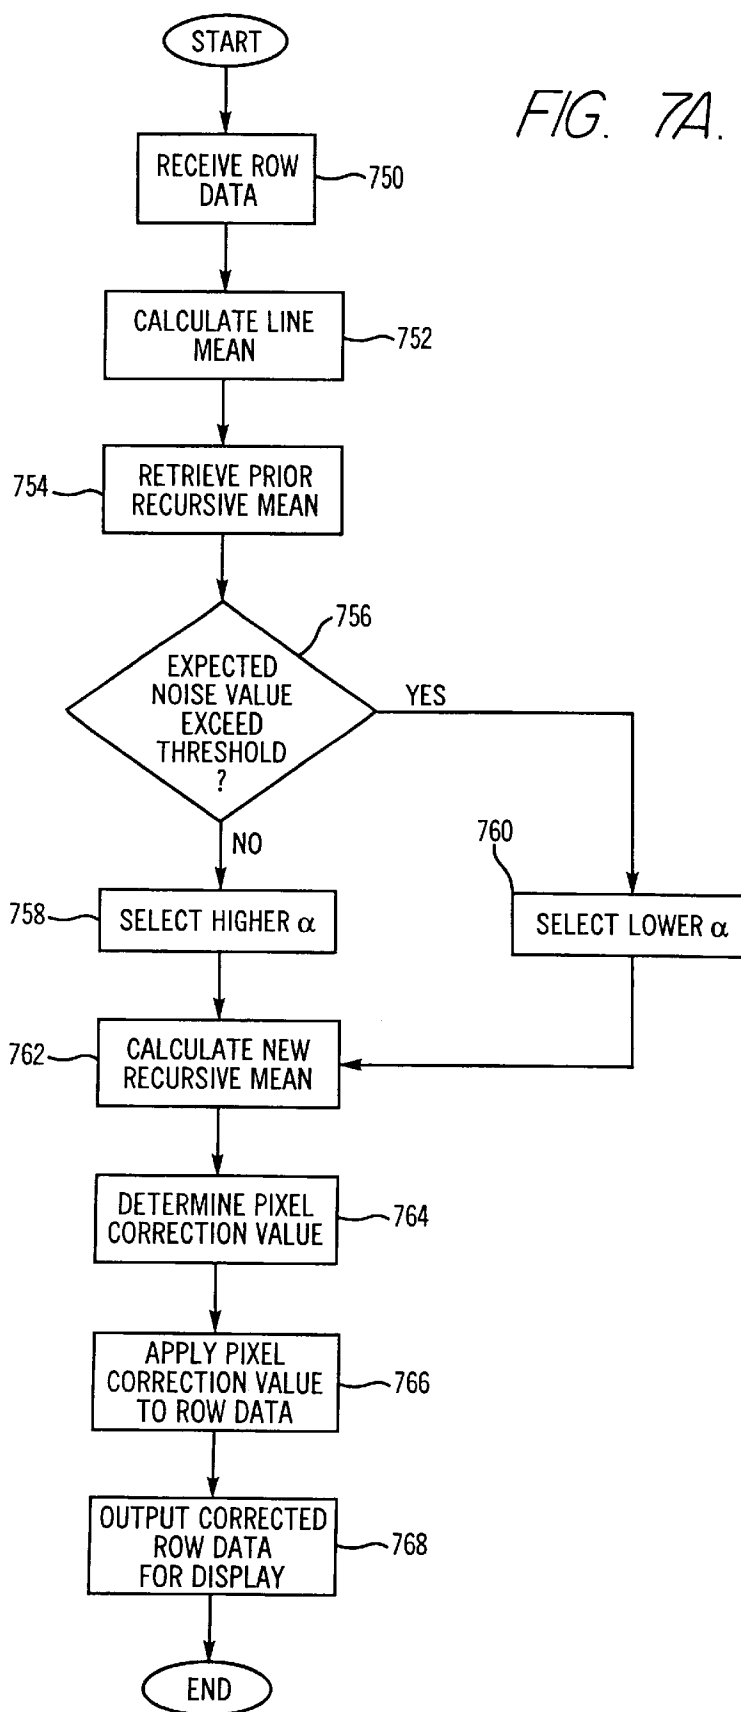 START
FIG. 7A.
RECEIVE ROW
DATA
750
CALCULATE LINE
MEAN
752
754
RETRIEVE PRIOR
RECURSIVE MEAN
756
EXPECTED
NOISE VALUE
EXCEED
THRESHOLD
?
YES
NO
760
758
SELECT HIGHER α
SELECT LOWER α
762
CALCULATE NEW
RECURSIVE MEAN
DETERMINE PIXEL
CORRECTION VALUE
764
APPLY PIXEL
CORRECTION VALUE
TO ROW DATA
766
OUTPUT CORRECTED
ROW DATA
FOR DISPLAY
768
END